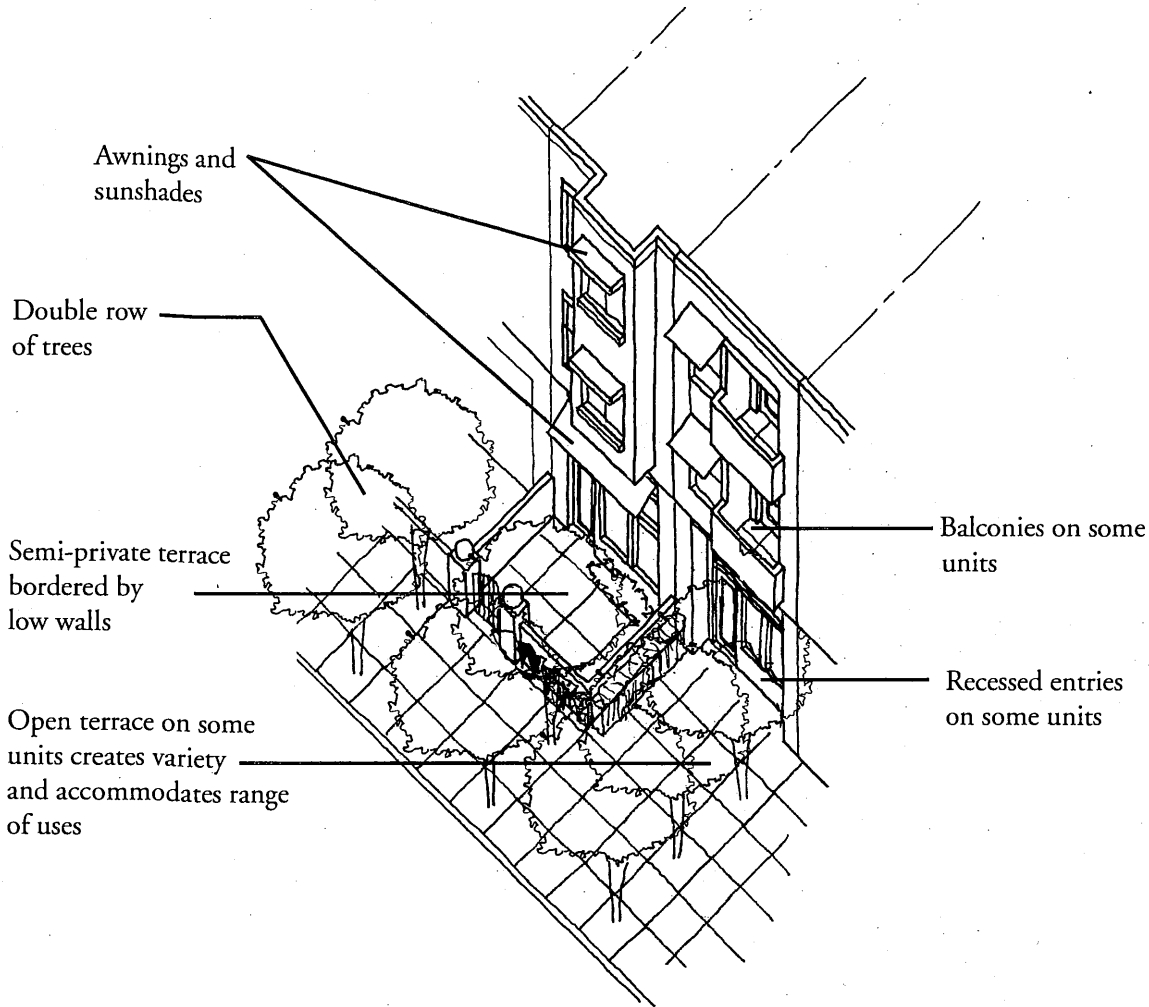 Awnings and
sunshades
Double row
of trees
Semi-private terrace
bordered by
low walls
Open terrace on some
units creates variety
and accommodates range
of uses
Balconies on some
units
Recessed entries
on some units